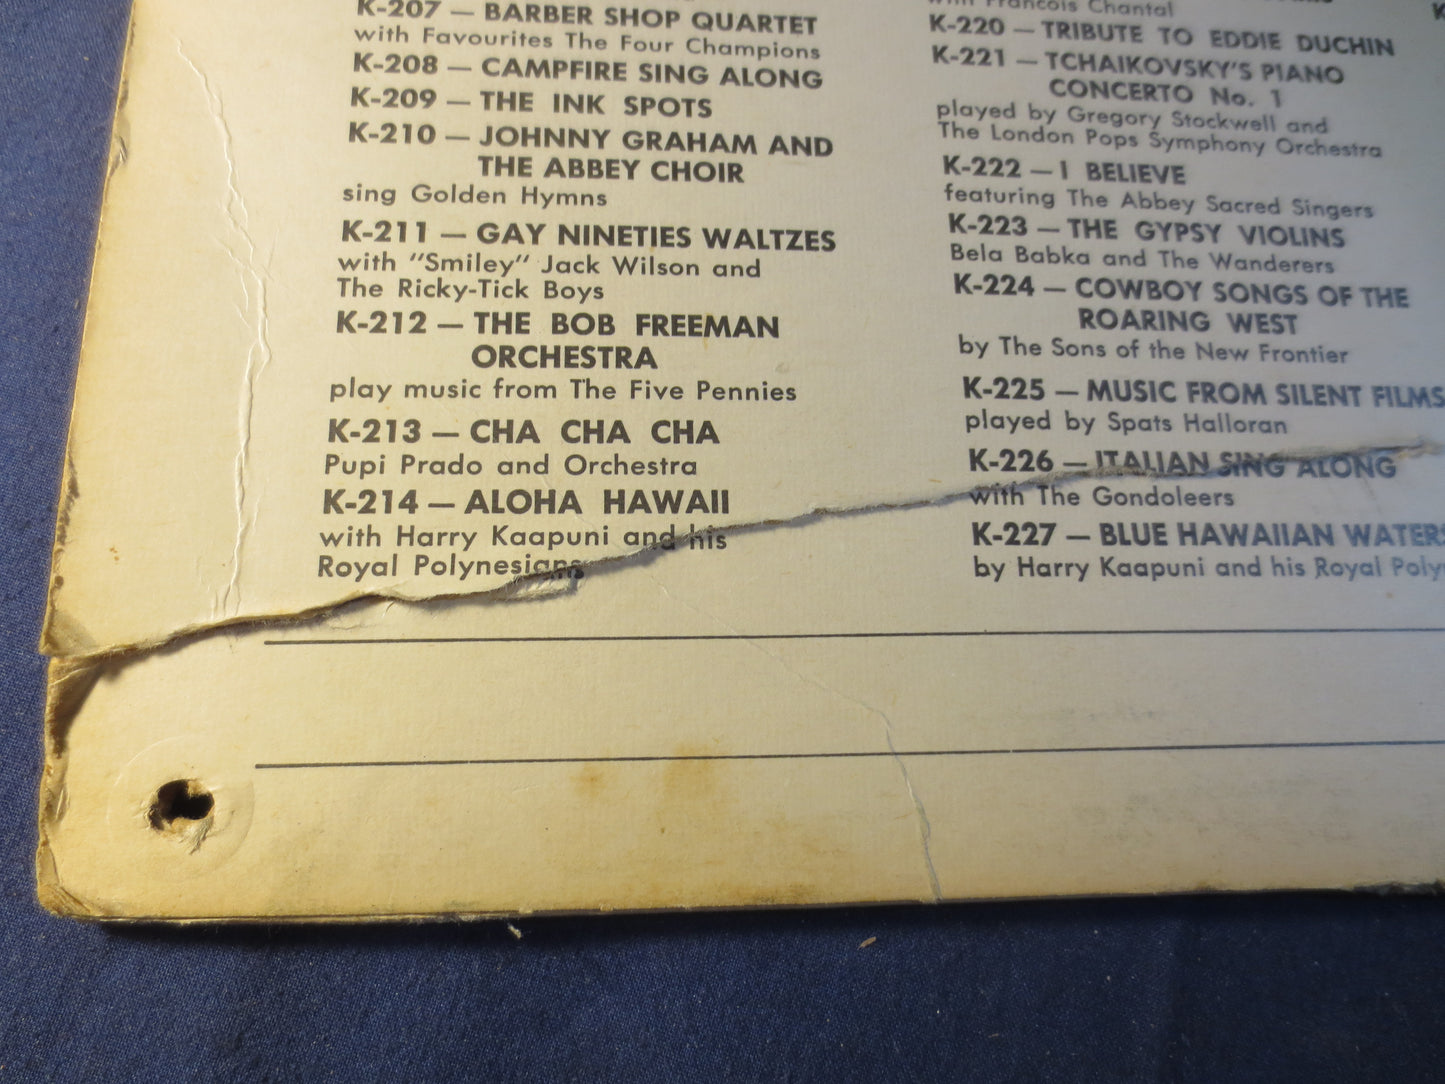 K-207 — BARBER SHOP QUARTET
with Favourites The Four Champions
K-208 — CAMPFIRE SING ALONG
K-209 — THE INK SPOTS
K-210 — JOHNNY GRAHAM AND
THE ABBEY CHOIR
sing Golden Hymns
K-211 — GAY NINETIES WALTZES
with "Smiley" Jack Wilson and
The Ricky-Tick Boys
K-212 — THE BOB FREEMAN
ORCHESTRA
play music from The Five Pennies
K-213 — CHA CHA CHA
Pupi Prado and Orchestra
K-214 — ALOHA HAWAII
with Harry Kaapuni and his
Royal Polynesians
with Francois Chantal
K-220 — TRIBUTE TO EDDIE DUCHIN
K-221 — TCHAIKOVSKY'S PIANO
CONCERTO No. 1
played by Gregory Stockwell and
The London Pops Symphony Orchestra
K-222 — I BELIEVE
featuring The Abbey Sacred Singers
K-223 — THE GYPSY VIOLINS
Bela Babka and The Wanderers
K-224 — COWBOY SONGS OF THE
ROARING WEST
by The Sons of the New Frontier
K-225 — MUSIC FROM SILENT FILMS
played by Spats Halloran
K-226 — ITALIAN SING ALONG
with The Gondoleers
K-227 — BLUE HAWAIIAN WATERS
by Harry Kaapuni and his Royal Poly